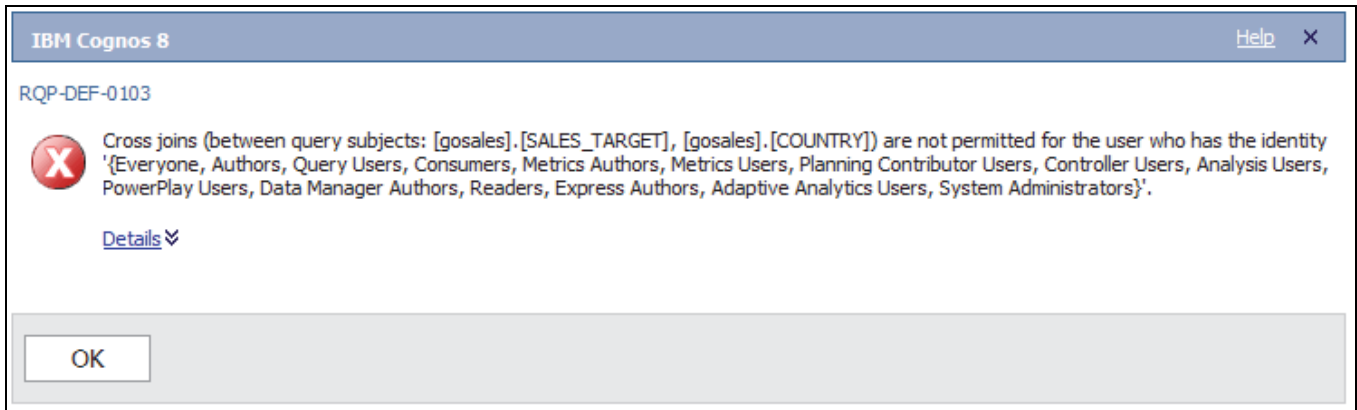 IBM Cognos 8
Help X
RQP-DEF-0103
Cross joins (between query subjects: [gosales].[SALES_TARGET], [gosales].[COUNTRY]) are not permitted for the user who has the identity
'{Everyone, Authors, Query Users, Consumers, Metrics Authors, Metrics Users, Planning Contributor Users, Controller Users, Analysis Users,
PowerPlay Users, Data Manager Authors, Readers, Express Authors, Adaptive Analytics Users, System Administrators}'.
Details
OK